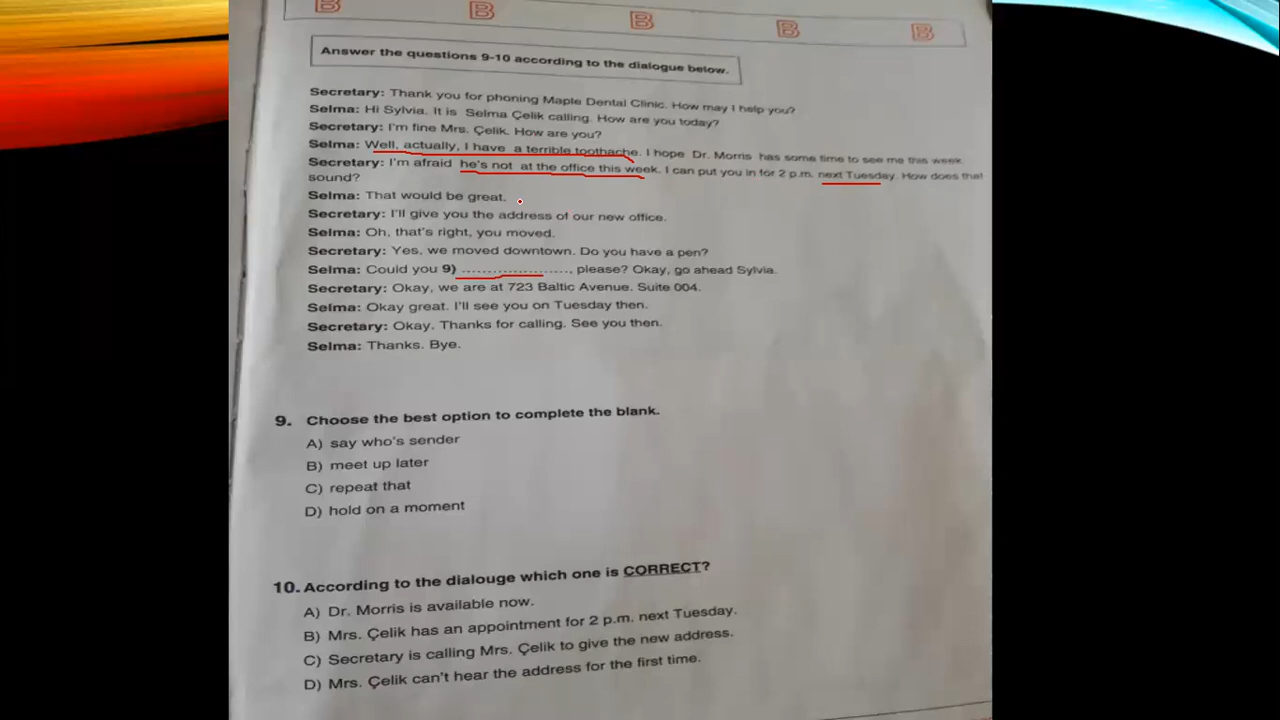 B B B B B
Answer the questions 9-10 according to the dialogue below.
Secretary: Thank you for phoning Maple Dental Clinic. How may I help you?
Selma: Hi Sylvia. It is Selma Çelik calling. How are you today?
Secretary: I'm fine Mrs. Çelik. How are you?
Selma: Well, actually, I have a terrible toothache. I hope Dr. Morris has some time to see me this week.
Secretary: I'm afraid he's not at the office this week. I can put you in for 2 p.m. next Tuesday. How does that
sound?
Selma: That would be great.
Secretary: I'll give you the address of our new office.
Selma: Oh, that's right, you moved.
Secretary: Yes, we moved downtown. Do you have a pen?
Selma: Could you 9) ......................, please? Okay, go ahead Sylvia.
Secretary: Okay, we are at 723 Baltic Avenue. Suite 004.
Selma: Okay great. I'll see you on Tuesday then.
Secretary: Okay. Thanks for calling. See you then.
Selma: Thanks. Bye.
9. Choose the best option to complete the blank.
A) say who's sender
B) meet up later
C) repeat that
D) hold on a moment
10. According to the dialouge which one is CORRECT?
A) Dr. Morris is available now.
B) Mrs. Çelik has an appointment for 2 p.m. next Tuesday.
C) Secretary is calling Mrs. Çelik to give the new address.
D) Mrs. Çelik can't hear the address for the first time.